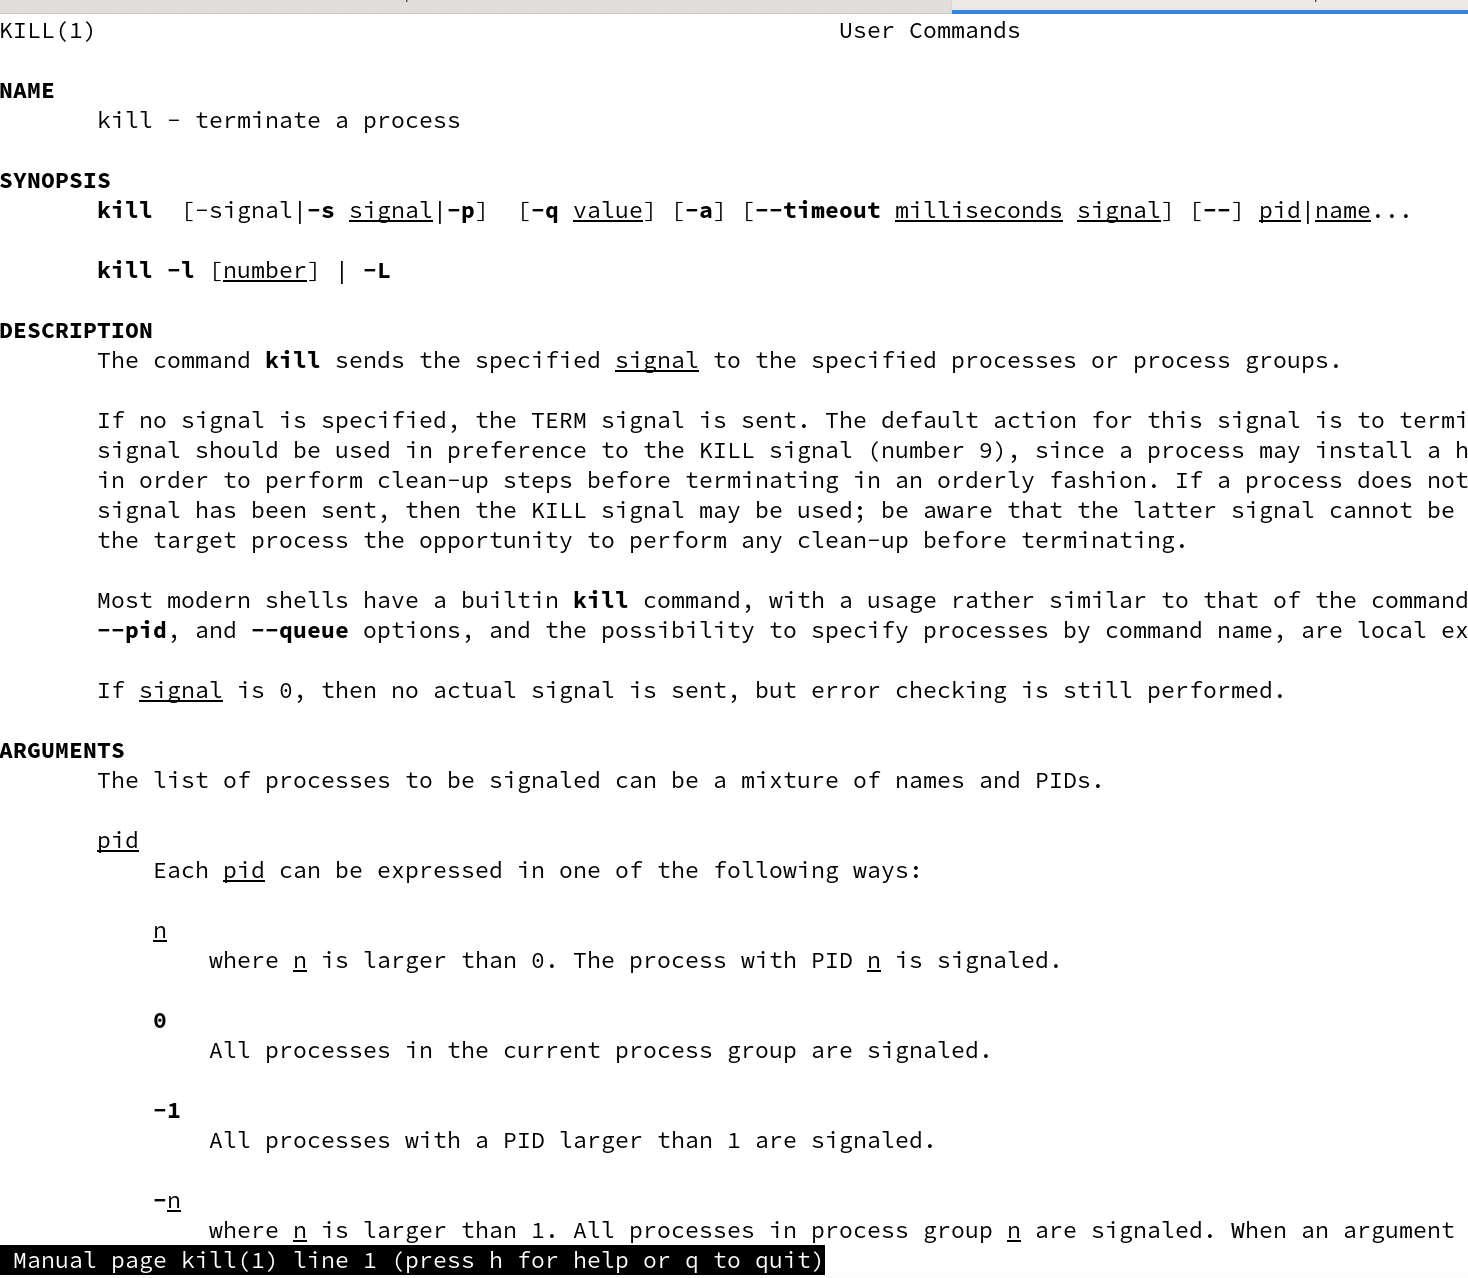 KILL(1) User Commands
NAME
kill - terminate a process
SYNOPSIS
kill [-signal|-s signal|-p] [-q value] [-a] [--timeout milliseconds signal] [--] pid|name...
kill -l [number] | -L
DESCRIPTION
The command kill sends the specified signal to the specified processes or process groups.
If no signal is specified, the TERM signal is sent. The default action for this signal is to termi
signal should be used in preference to the KILL signal (number 9), since a process may install a h
in order to perform clean-up steps before terminating in an orderly fashion. If a process does not
signal has been sent, then the KILL signal may be used; be aware that the latter signal cannot be
the target process the opportunity to perform any clean-up before terminating.
Most modern shells have a builtin kill command, with a usage rather similar to that of the command
--pid, and --queue options, and the possibility to specify processes by command name, are local ex
If signal is 0, then no actual signal is sent, but error checking is still performed.
ARGUMENTS
The list of processes to be signaled can be a mixture of names and PIDs.
pid
Each pid can be expressed in one of the following ways:
n
where n is larger than 0. The process with PID n is signaled.
0
All processes in the current process group are signaled.
-1
All processes with a PID larger than 1 are signaled.
-n
where n is larger than 1. All processes in process group n are signaled. When an argument
Manual page kill(1) line 1 (press h for help or q to quit)